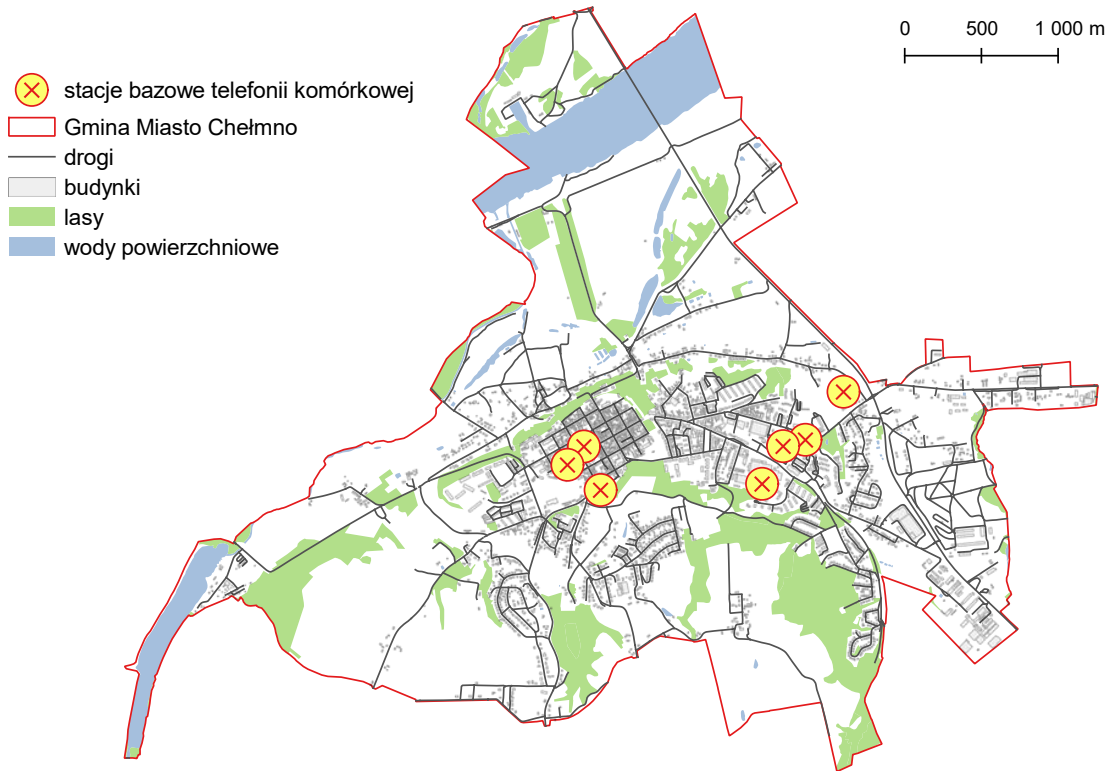 0 500 1 000 m
stacje bazowe telefonii komórkowej
Gmina Miasto Chełmno
drogi
budynki
lasy
wody powierzchniowe